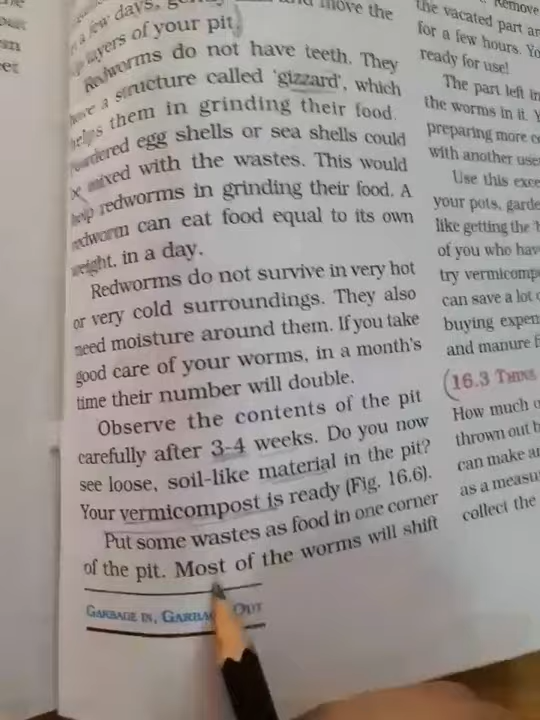 a few days, move the
layers of your pit.
Redworms do not have teeth. They
have a structure called 'gizzard', which
helps them in grinding their food.
Powdered egg shells or sea shells could
be mixed with the wastes. This would
help redworms in grinding their food. A
redworm can eat food equal to its own
weight, in a day.
Redworms do not survive in very hot
or very cold surroundings. They also
need moisture around them. If you take
good care of your worms, in a month's
time their number will double.
Observe the contents of the pit
carefully after 3-4 weeks. Do you now
see loose, soil-like material in the pit?
Your vermicompost is ready (Fig. 16.6).
Put some wastes as food in one corner
of the pit. Most of the worms will shift
GARBAGE IN, GARBAGE OUT
Remove
the vacated part
for a few hours.
ready for use!
The part left in
the worms in it.
preparing more
with another
Use this
your pots,
like getting the
of you who have
try
can save a lot
buying
and manure
(16.3 THINK
How much
thrown out
can make
as a
collect the